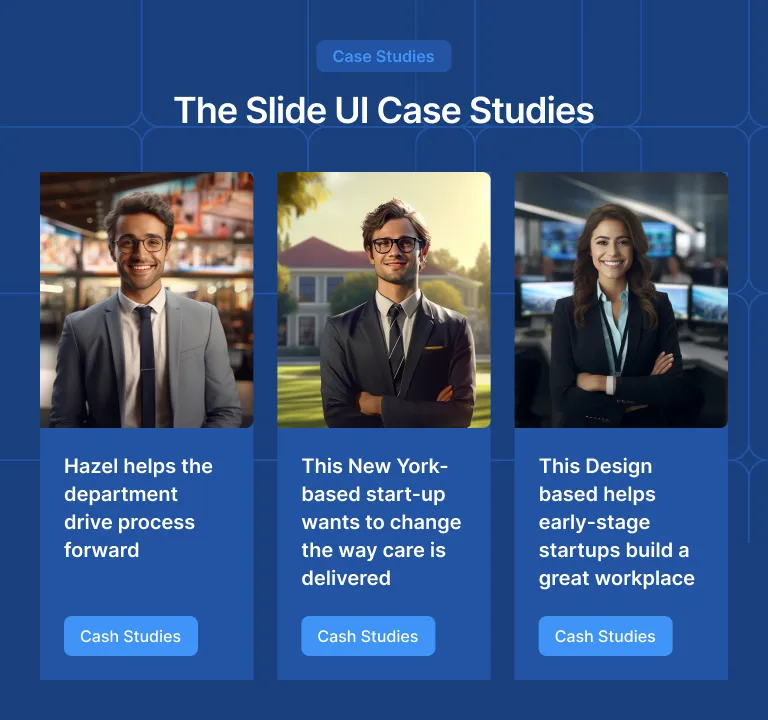 Case Studies
The Slide UI Case Studies
Hazel helps the
department
drive process
forward
Cash Studies
This New York-
based start-up
wants to change
the way care is
delivered
Cash Studies
This Design
based helps
early-stage
startups build a
great workplace
Cash Studies